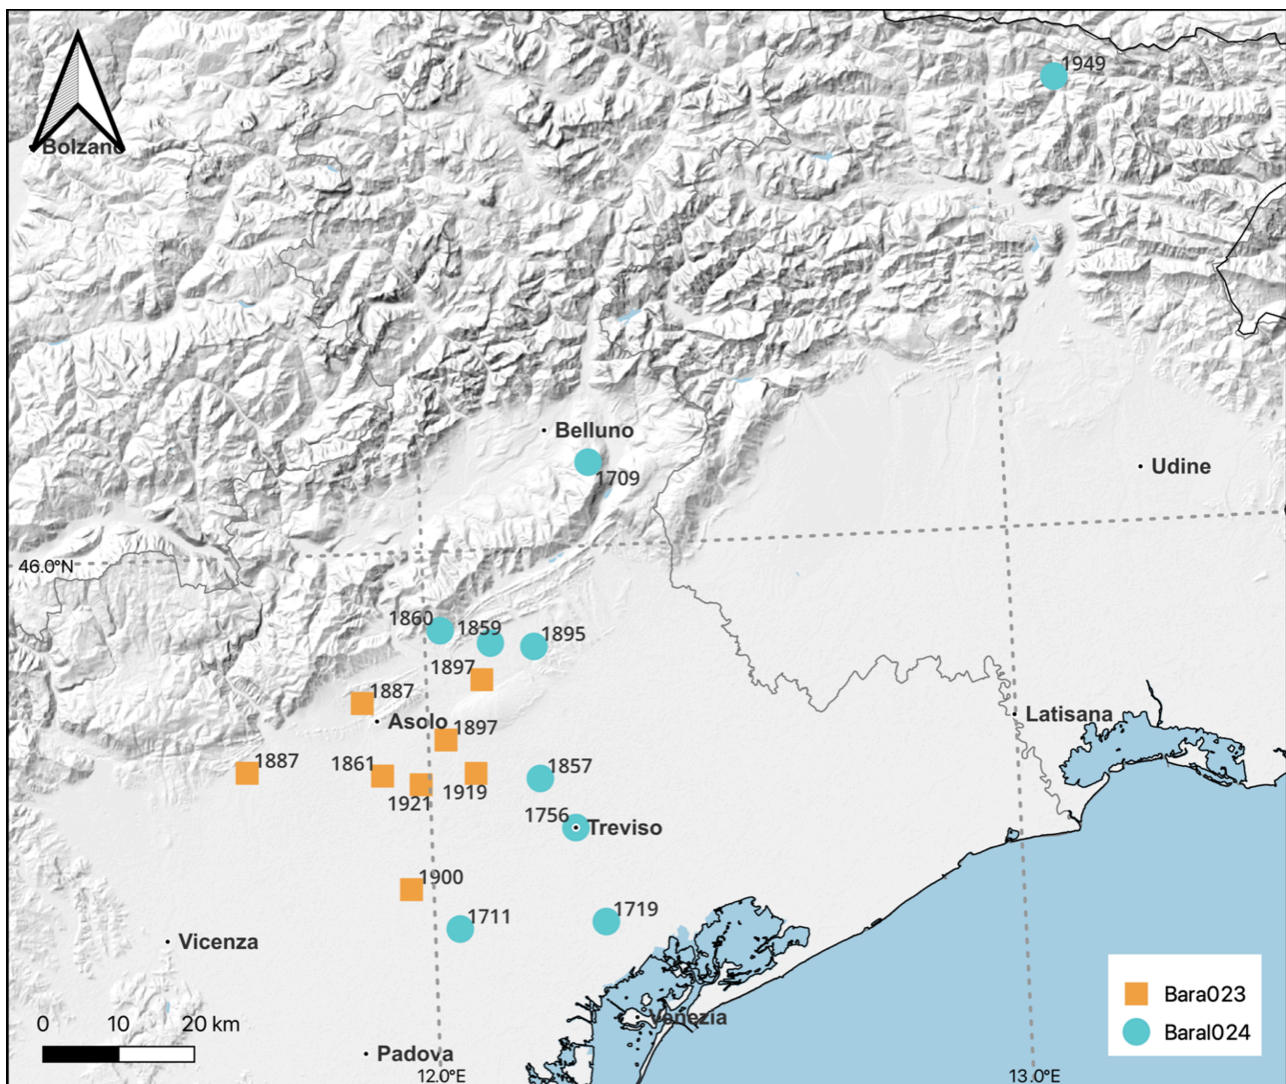 1949
Bolzano
Belluno
1709
Udine
46.0°N
1860
1859
1895
1897
1887
Asolo
1897
Latisana
1887
1861
1857
1921
1919
1756
Treviso
1900
1711
1719
Vicenza
Bara023
0 10 20 km
Venezia
Baral024
Padova
12.0°E
13.0°E